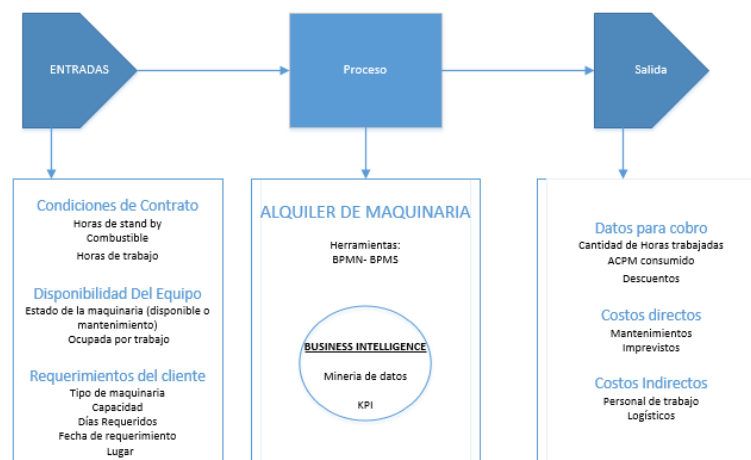 ENTRADAS
Proceso
Salida
Condiciones de Contrato
Horas de stand by
Combustible
Horas de trabajo
Disponibilidad Del Equipo
Estado de la maquinaria (disponible o
mantenimiento)
Ocupada por trabajo
Requerimientos del cliente
Tipo de maquinaria
Capacidad
Días Requeridos
Fecha de requerimiento
Lugar
ALQUILER DE MAQUINARIA
Herramientas:
BPMN- BPMS
BUSINESS INTELLIGENCE
Mineria de datos
KPI
Datos para cobro
Cantidad de Horas trabajadas
ACPM consumido
Descuentos
Costos directos
Mantenimientos
Imprevistos
Costos Indirectos
Personal de trabajo
Logísticos